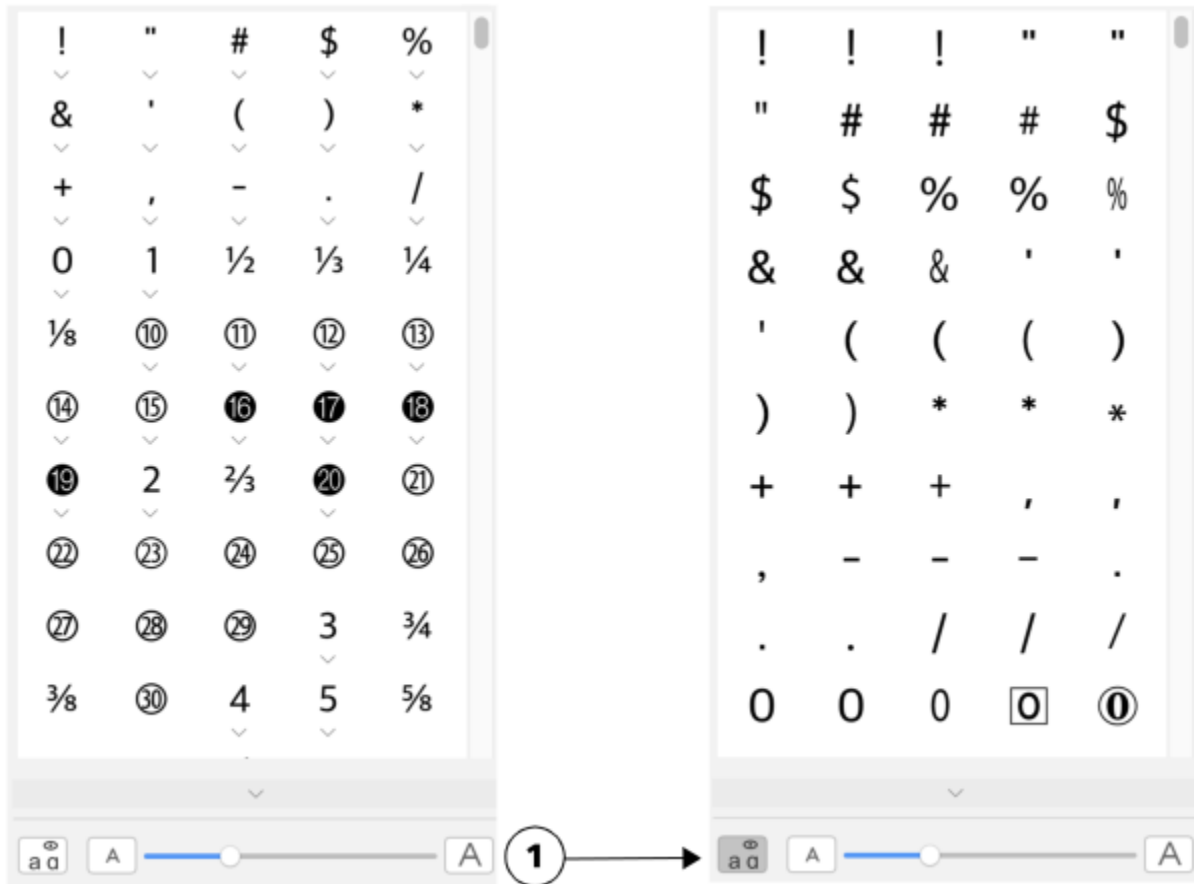 ! " # $ %
& ' ( ) *
+ , - . /
0 1 ½ ⅓ ¼
⅛ ⑩ ⑪ ⑫ ⑬
⑭ ⑮ ⓰ ⓱ ⓲
⓳ 2 ⅔ ⓴ ㉑
㉒ ㉓ ㉔ ㉕ ㉖
㉗ ㉘ ㉙ 3 ¾
⅜ ㉚ 4 5 ⅝
a ɑ A A
1
! ! ! " "
" # # # $
$ $ % % %
& & & ' '
' ( ( ( )
) ) * * *
+ + + , ,
, - - - .
. . / / /
0 0 0 0 0
a ɑ A A